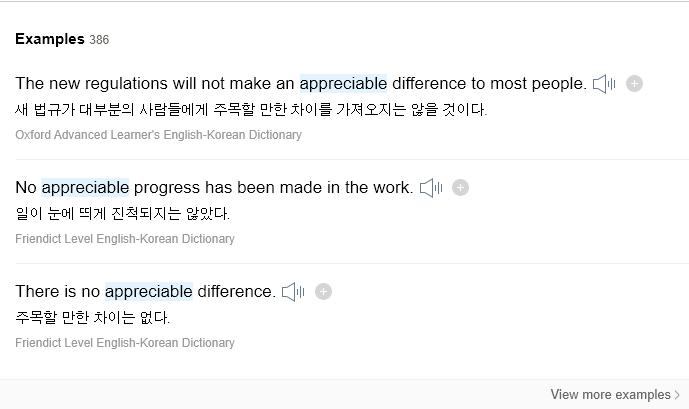 Examples 386
The new regulations will not make an appreciable difference to most people.
새 법규가 대부분의 사람들에게 주목할 만한 차이를 가져오지는 않을 것이다.
Oxford Advanced Learner's English-Korean Dictionary
No appreciable progress has been made in the work.
일이 눈에 띄게 진척되지는 않았다.
Friendict Level English-Korean Dictionary
There is no appreciable difference.
주목할 만한 차이는 없다.
Friendict Level English-Korean Dictionary
View more examples